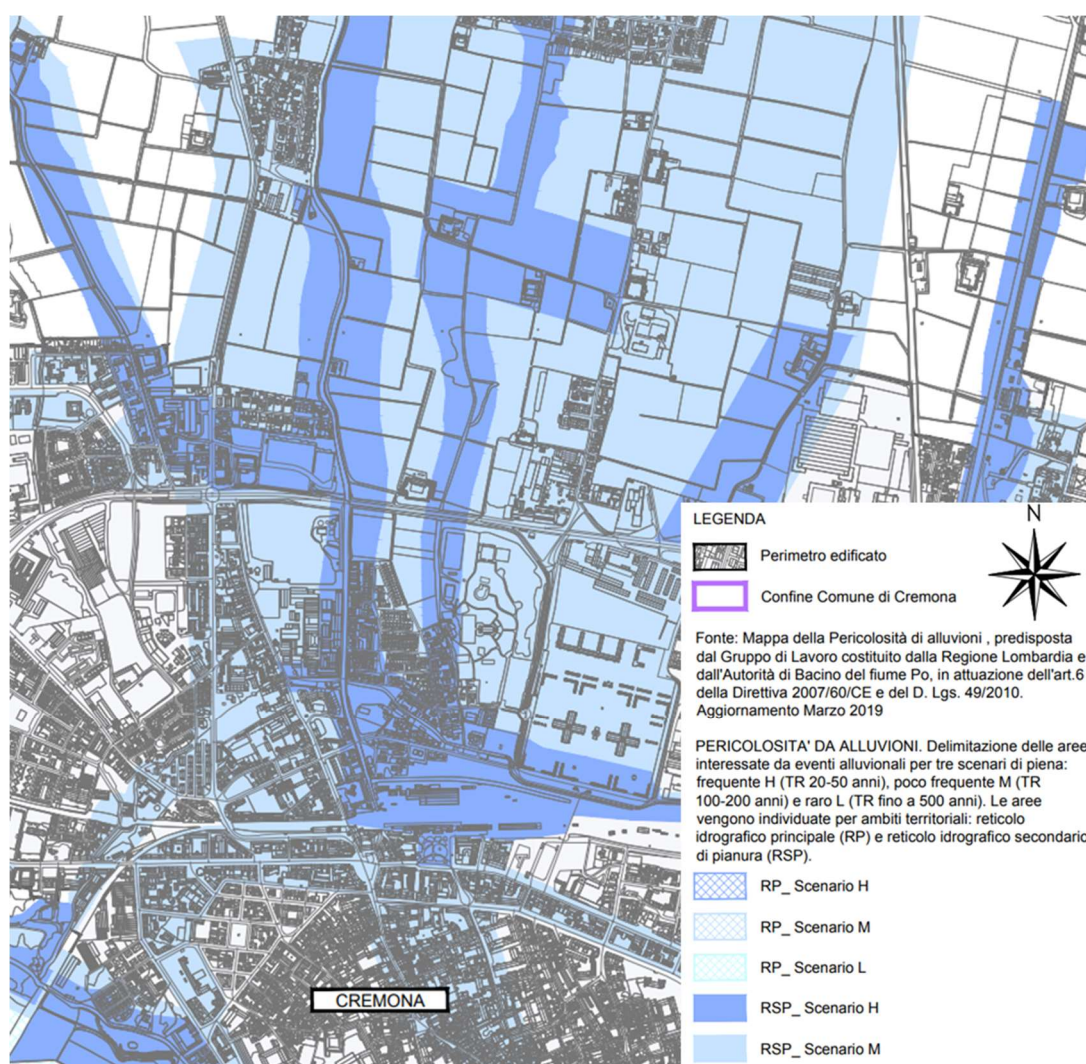 LEGENDA
N
Perimetro edificato
Confine Comune di Cremona
Fonte: Mappa della Pericolosità di alluvioni , predisposta
dal Gruppo di Lavoro costituito dalla Regione Lombardia e
dall'Autorità di Bacino del fiume Po, in attuazione dell'art.6
della Direttiva 2007/60/CE e del D. Lgs. 49/2010.
Aggiornamento Marzo 2019
PERICOLOSITA' DA ALLUVIONI. Delimitazione delle aree
interessate da eventi alluvionali per tre scenari di piena:
frequente H (TR 20-50 anni), poco frequente M (TR
100-200 anni) e raro L (TR fino a 500 anni). Le aree
vengono individuate per ambiti territoriali: reticolo
idrografico principale (RP) e reticolo idrografico secondario
di pianura (RSP).
RP_ Scenario H
RP_ Scenario M
RP_ Scenario L
RSP_ Scenario H
RSP_ Scenario M
CREMONA